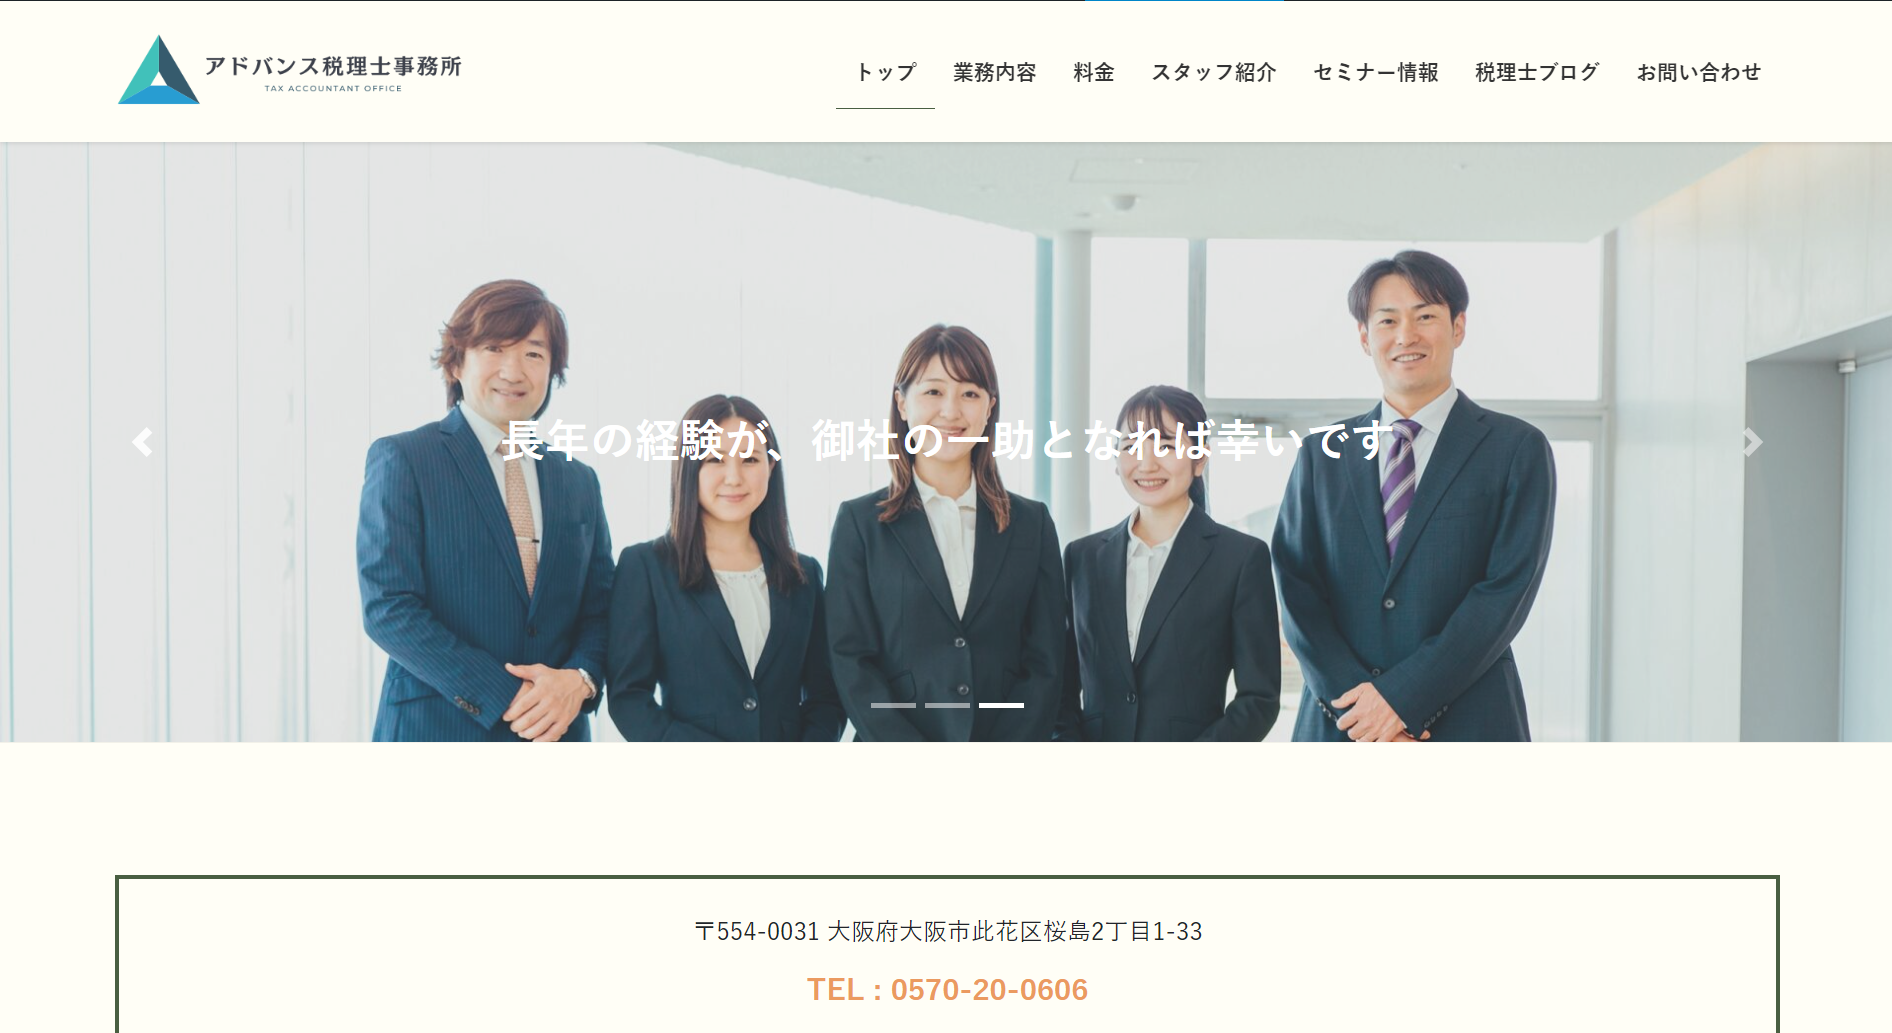 アドバンス税理士事務所
TAX ACCOUNTANT OFFICE
トップ 業務内容 料金 スタッフ紹介 セミナー情報 税理士ブログ お問い合わせ
長年の経験が、御社の一助となれば幸いです
〒554-0031 大阪府大阪市此花区桜島2丁目1-33
TEL : 0570-20-0606